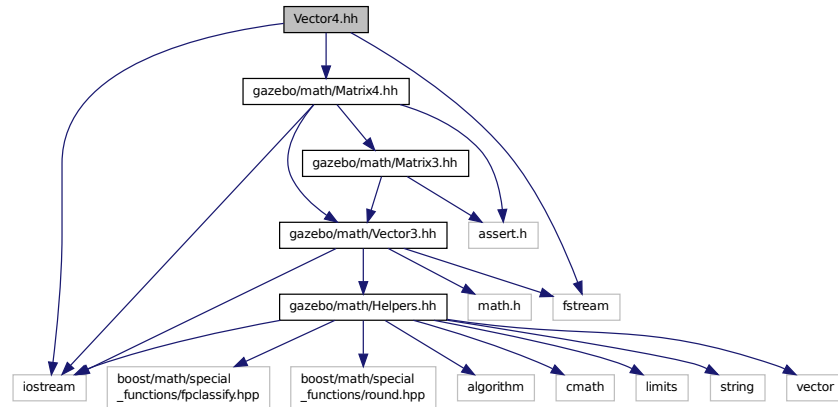 Vector4.hh
gazebo/math/Matrix4.hh
gazebo/math/Matrix3.hh
gazebo/math/Vector3.hh
assert.h
gazebo/math/Helpers.hh
math.h
fstream
iostream
boost/math/special
_functions/fpclassify.hpp
boost/math/special
_functions/round.hpp
algorithm
cmath
limits
string
vector